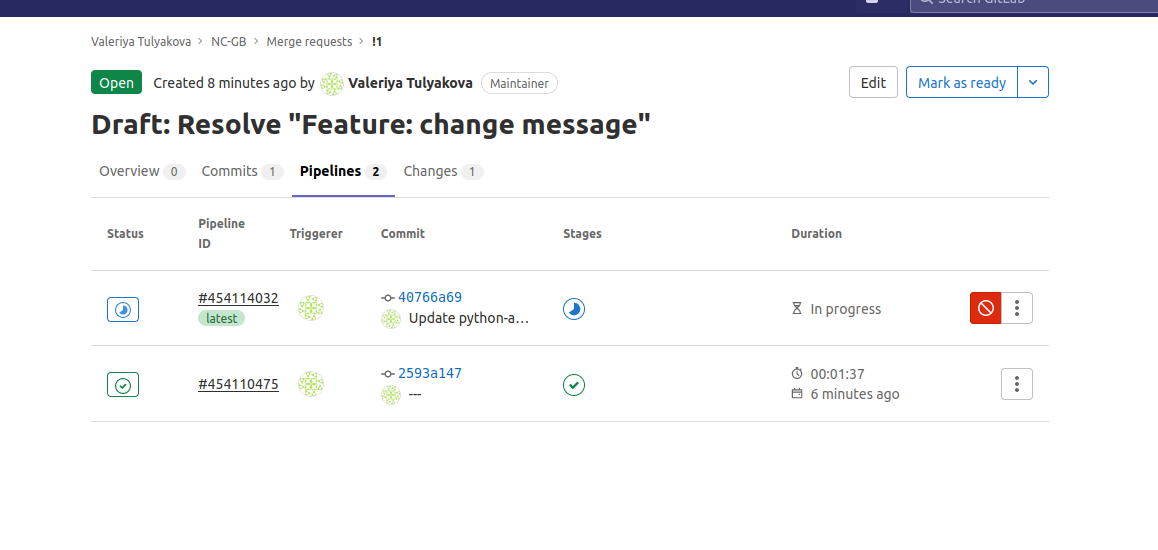 Search GitLab
Valeriya Tulyakova › NC-GB › Merge requests › !1
Open Created 8 minutes ago by Valeriya Tulyakova Maintainer Edit Mark as ready
Draft: Resolve "Feature: change message"
Overview 0 Commits 1 Pipelines 2 Changes 1
Status Pipeline ID Triggerer Commit Stages Duration
#454114032 40766a69
latest Update python-a... In progress
#454110475 2593a147 00:01:37
--- 6 minutes ago